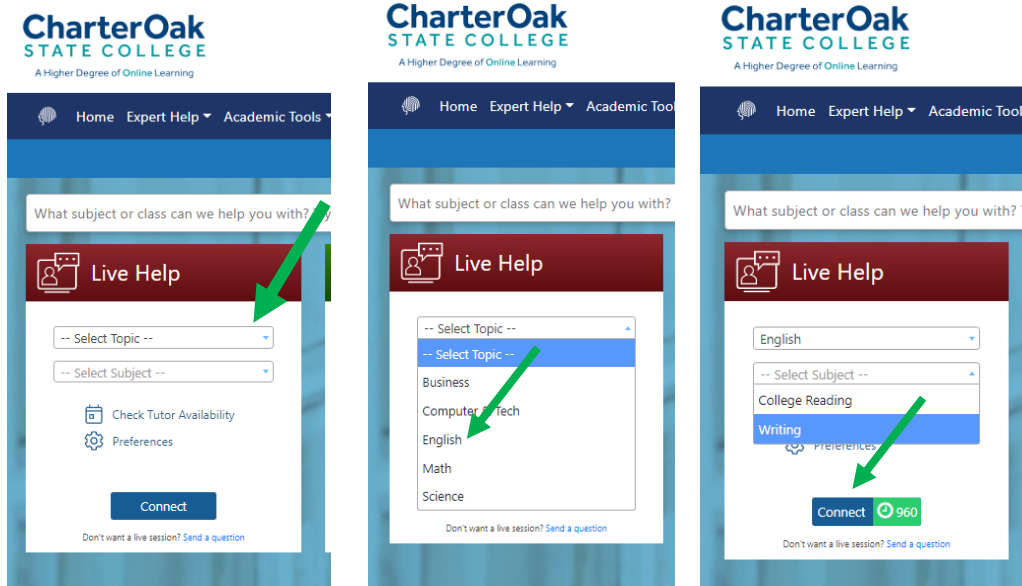 CharterOak
STATE COLLEGE
A Higher Degree of Online Learning
Home Expert Help Academic Tools
What subject or class can we help you with?
Live Help
-- Select Topic --
-- Select Subject --
Check Tutor Availability
Preferences
Connect
Don't want a live session? Send a question
CharterOak
STATE COLLEGE
A Higher Degree of Online Learning
Home Expert Help Academic Tool
What subject or class can we help you with?
Live Help
-- Select Topic --
-- Select Topic --
Business
Computer & Tech
English
Math
Science
Don't want a live session? Send a question
CharterOak
STATE COLLEGE
A Higher Degree of Online Learning
Home Expert Help Academic Tool
What subject or class can we help you with?
Live Help
English
-- Select Subject --
College Reading
Writing
Preferences
Connect 960
Don't want a live session? Send a question